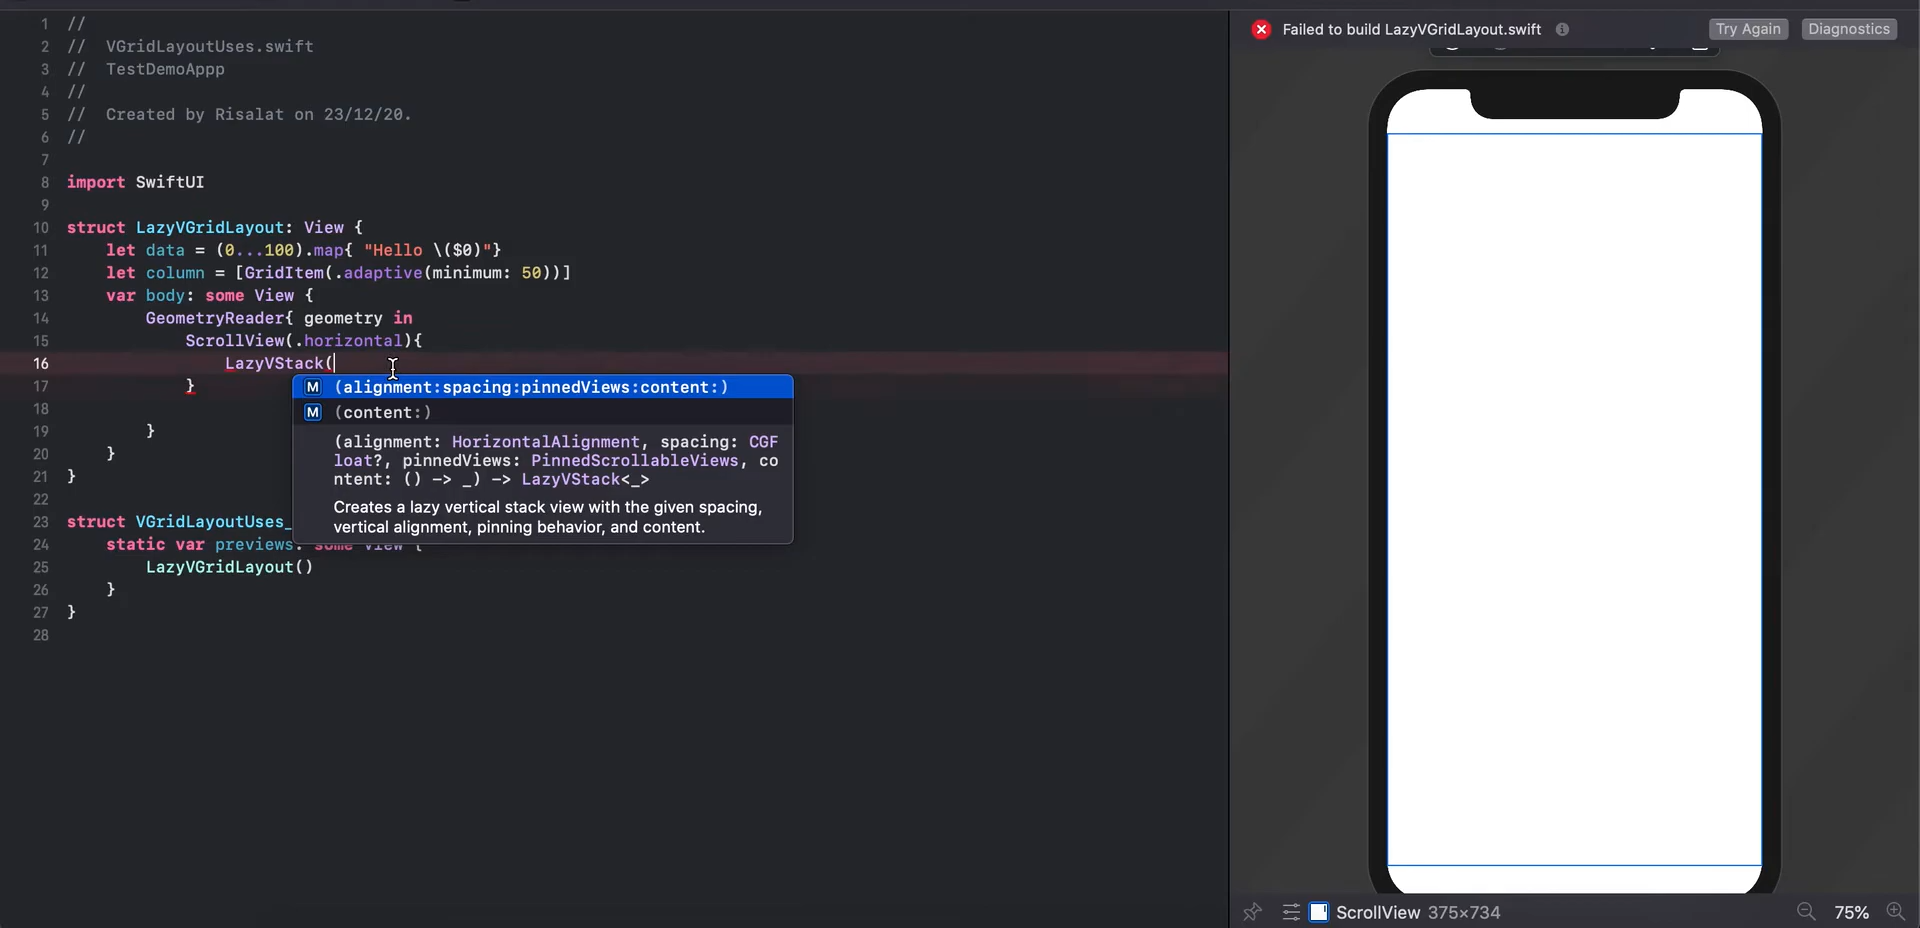 1 //
2 //  VGridLayoutUses.swift
3 //  TestDemoAppp
4 //
5 //  Created by Risalat on 23/12/20.
6 //
7
8 import SwiftUI
9
10 struct LazyVGridLayout: View {
11     let data = (0...100).map{ "Hello \($0)"}
12     let column = [GridItem(.adaptive(minimum: 50))]
13     var body: some View {
14         GeometryReader{ geometry in
15             ScrollView(.horizontal){
16                 LazyVStack(
17             }
18
19         }
20     }
21 }
22
23 struct VGridLayoutUses_
24     static var previews: some View {
25         LazyVGridLayout()
26     }
27 }
28
M (alignment:spacing:pinnedViews:content:)
M (content:)
(alignment: HorizontalAlignment, spacing: CGF
loat?, pinnedViews: PinnedScrollableViews, co
ntent: () -> _) -> LazyVStack<_>
Creates a lazy vertical stack view with the given spacing,
vertical alignment, pinning behavior, and content.
Failed to build LazyVGridLayout.swift
Try Again
Diagnostics
ScrollView 375×734
75%